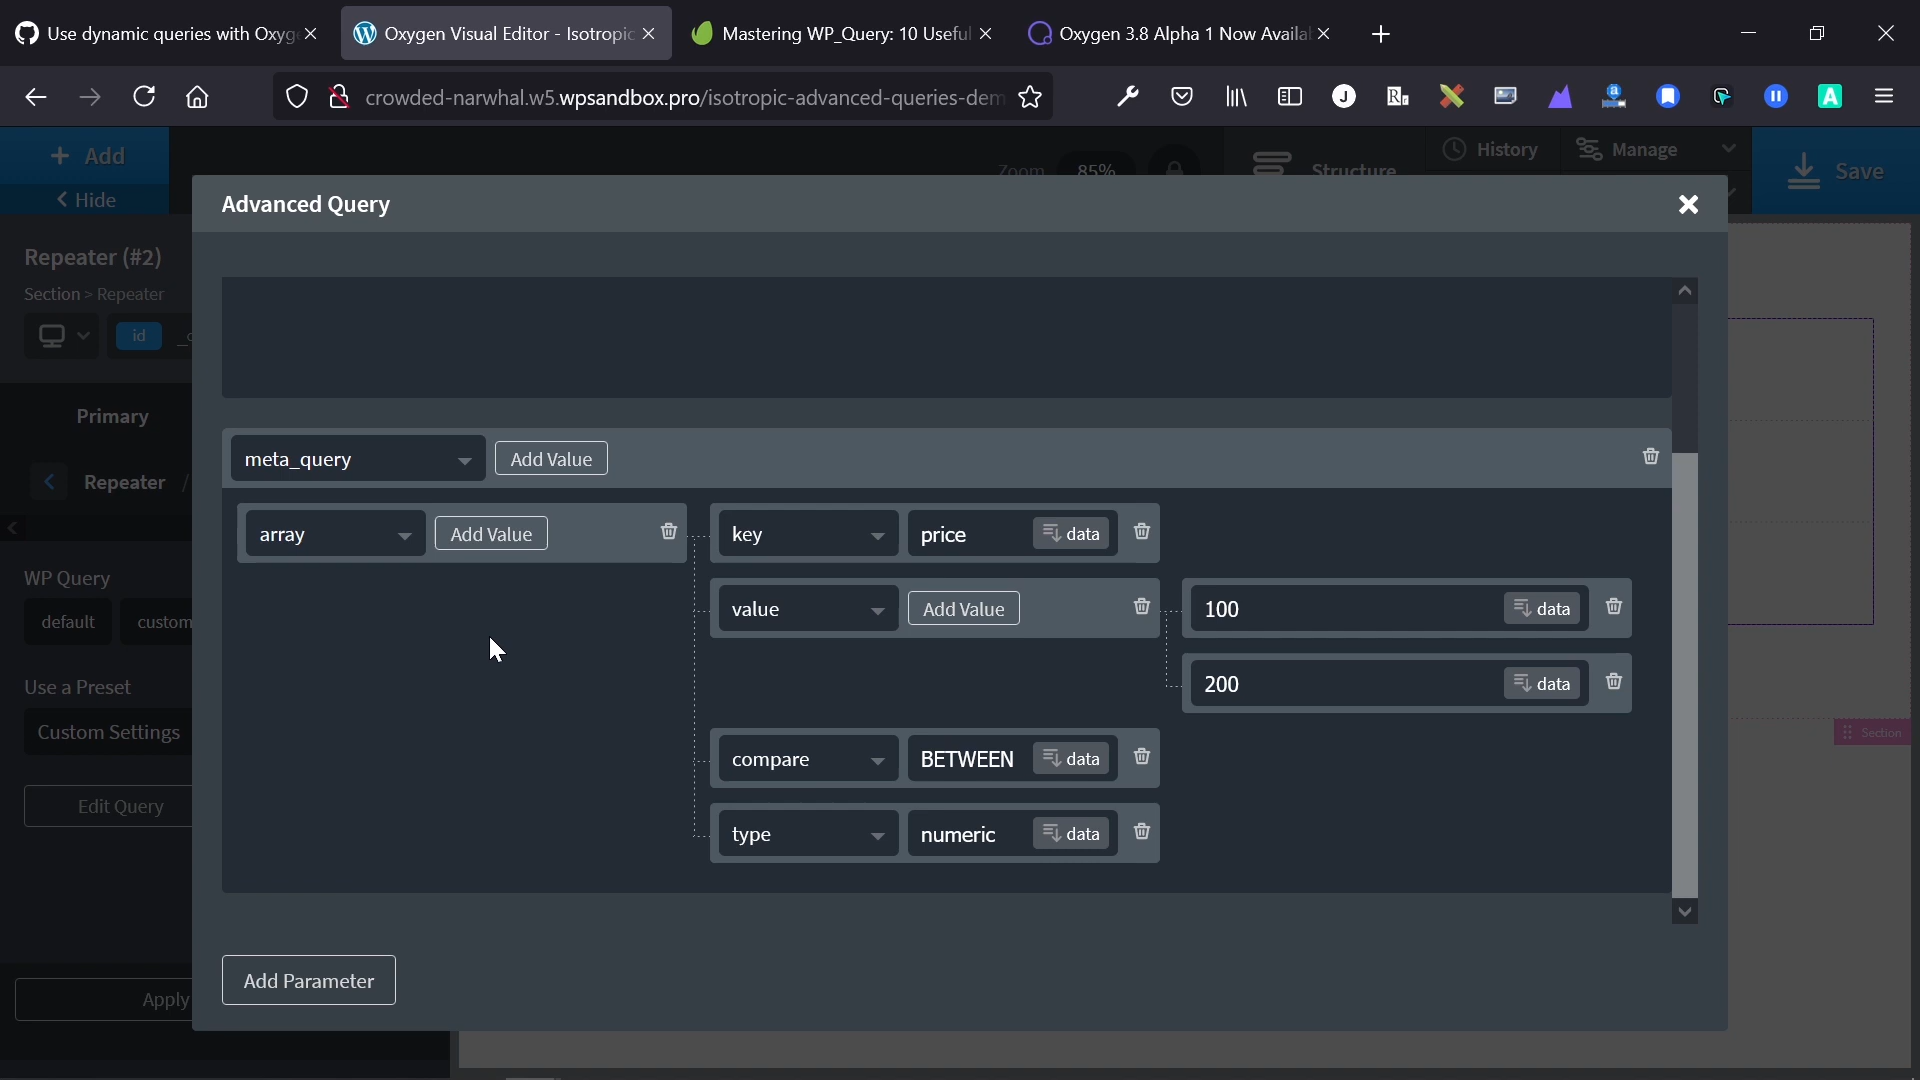 Use dynamic queries with Oxyge
Oxygen Visual Editor - Isotropic
Mastering WP_Query: 10 Useful
Oxygen 3.8 Alpha 1 Now Availa
crowded-narwhal.w5.wpsandbox.pro/isotropic-advanced-queries-dem
+ Add
Hide
Zoom 85%
Structure
History
Manage
Save
Advanced Query
Repeater (#2)
Section > Repeater
id
Primary
Repeater /
WP Query
default custom
Use a Preset
Custom Settings
Edit Query
Apply
meta_query Add Value
array Add Value key price data
value Add Value 100 data
200 data
compare BETWEEN data
type numeric data
Section
Add Parameter